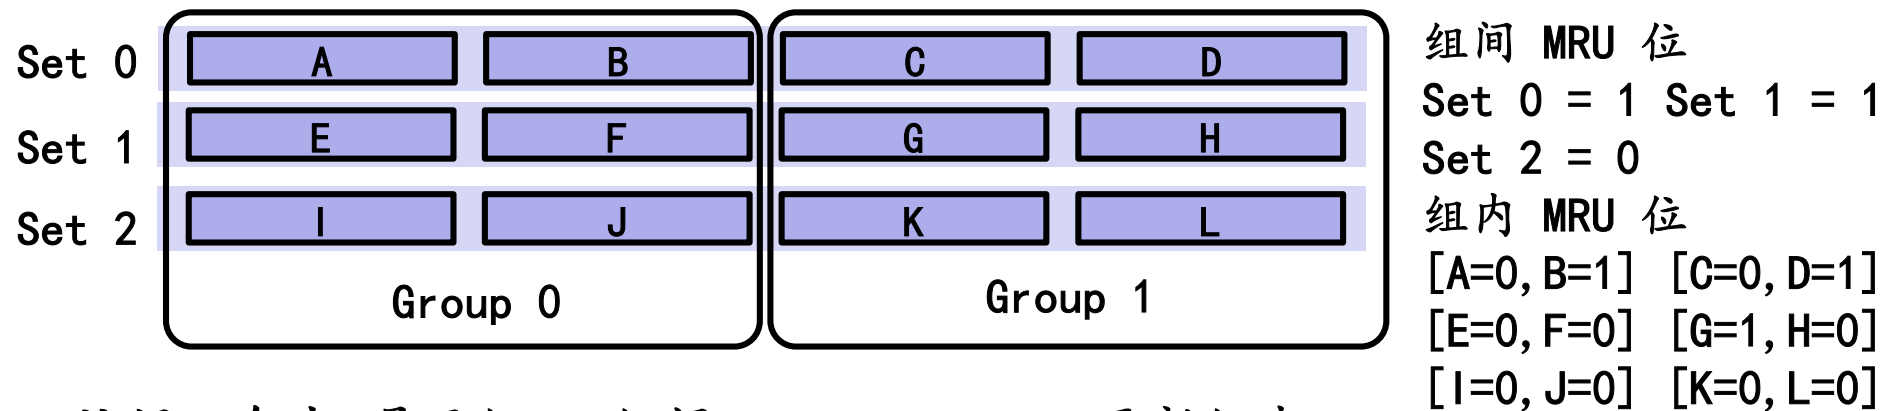 Set 0 A B C D
Set 1 E F G H
Set 2 I J K L
Group 0 Group 1
组间 MRU 位
Set 0 = 1 Set 1 = 1
Set 2 = 0
组内 MRU 位
[A=0,B=1] [C=0,D=1]
[E=0,F=0] [G=1,H=0]
[I=0,J=0] [K=0,L=0]